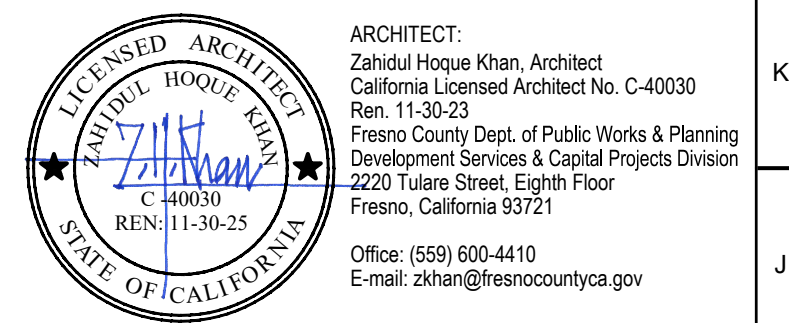 LICENSED ARCHITECT
ZAHIDUL HOQUE KHAN
Z.H.Khan
C-40030
REN: 11-30-25
STATE OF CALIFORNIA
ARCHITECT:
Zahidul Hoque Khan, Architect
California Licensed Architect No. C-40030
Ren. 11-30-23
Fresno County Dept. of Public Works & Planning
Development Services & Capital Projects Division
2220 Tulare Street, Eighth Floor
Fresno, California 93721
Office: (559) 600-4410
E-mail: zkhan@fresnocountyca.gov
K
J